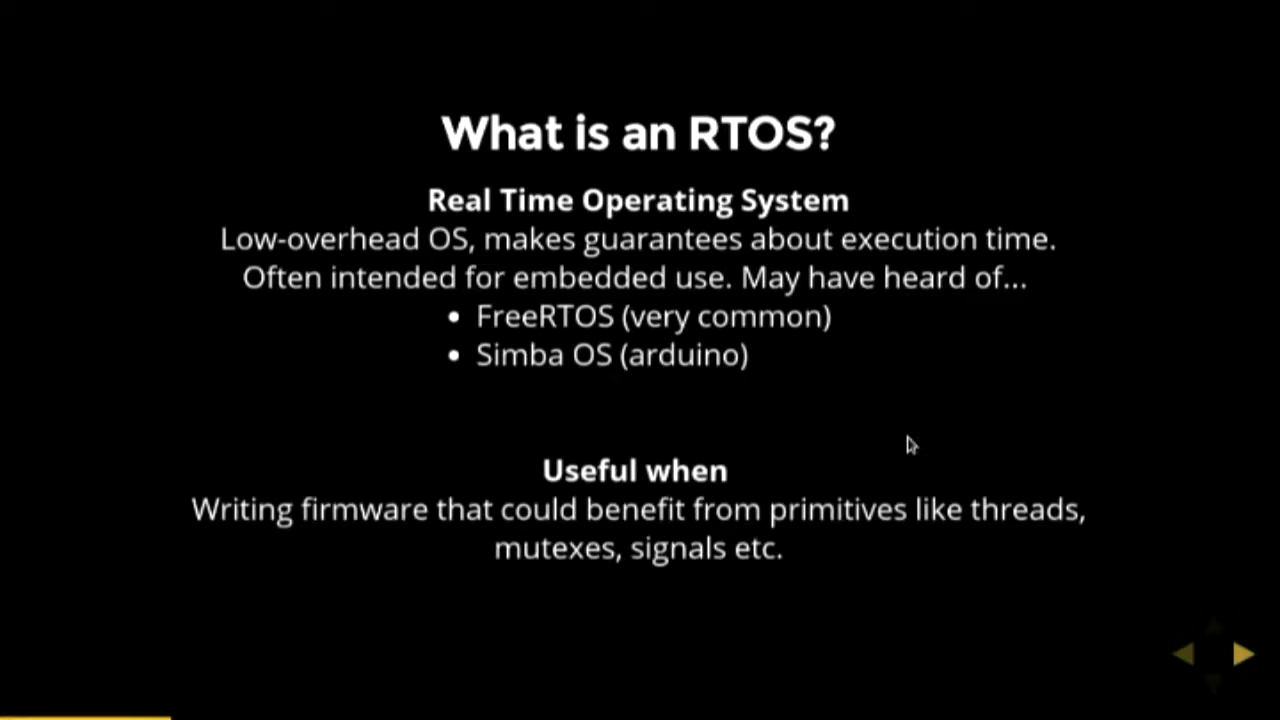 What is an RTOS?
Real Time Operating System
Low-overhead OS, makes guarantees about execution time.
Often intended for embedded use. May have heard of...
• FreeRTOS (very common)
• Simba OS (arduino)
Useful when
Writing firmware that could benefit from primitives like threads,
mutexes, signals etc.